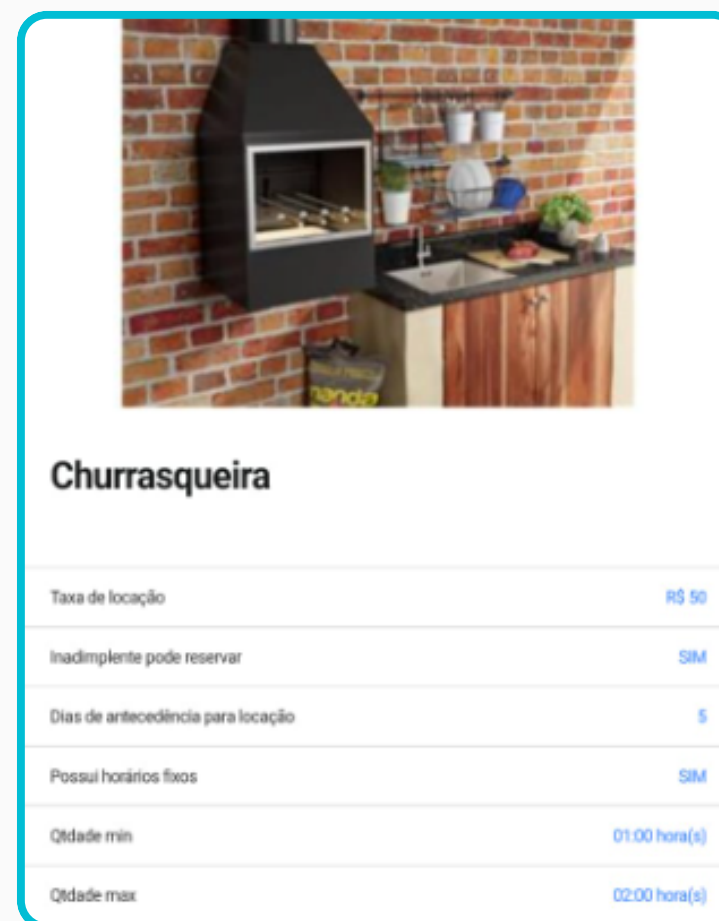 nanda
Churrasqueira
Taxa de locação R$ 50
Inadimplente pode reservar SIM
Dias de antecedência para locação 5
Possui horários fixos SIM
Qtdade min 01:00 hora(s)
Qtdade max 02:00 hora(s)